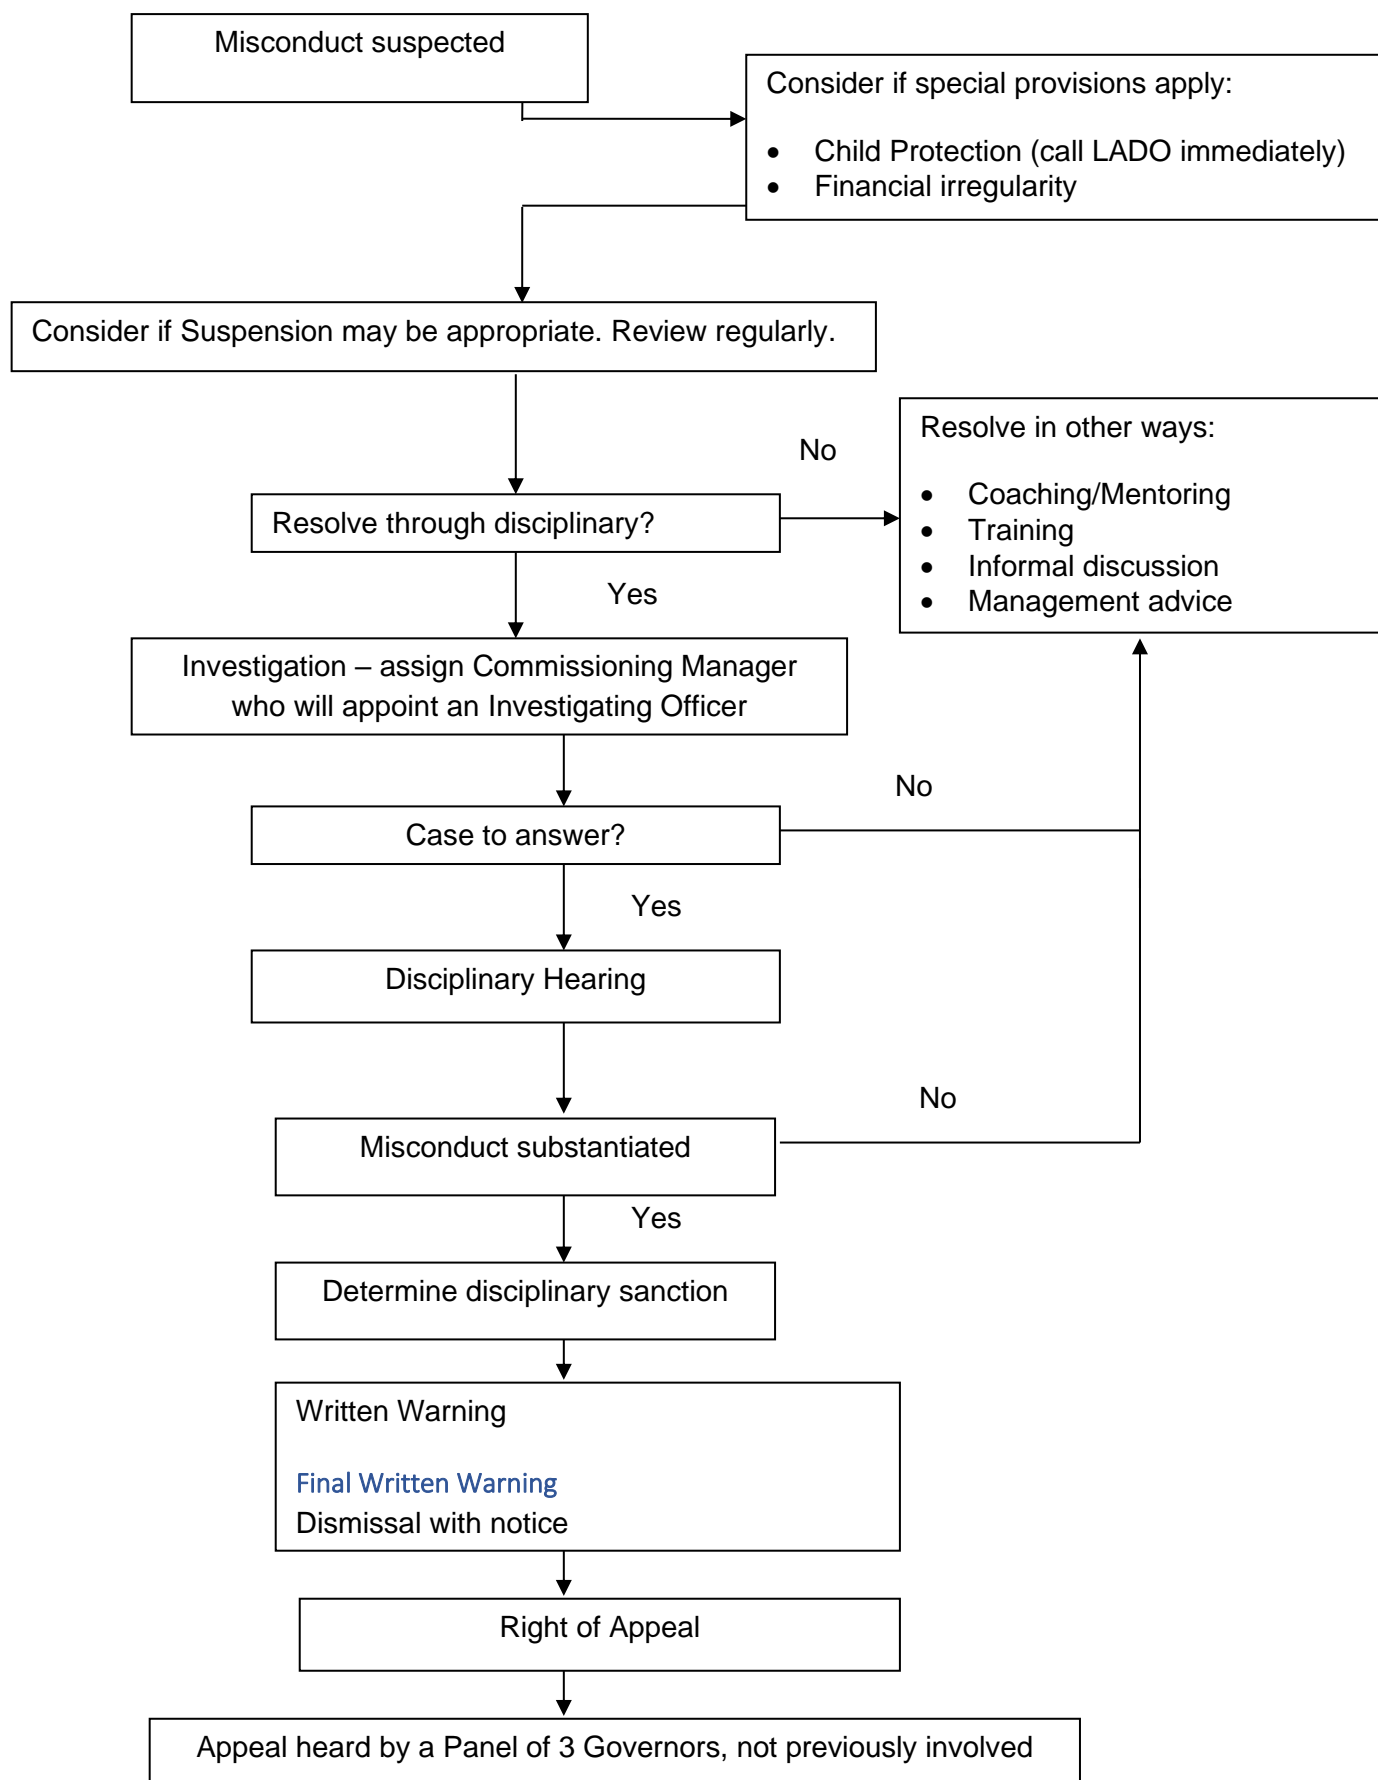 Misconduct suspected
Consider if special provisions apply:
• Child Protection (call LADO immediately)
• Financial irregularity
Consider if Suspension may be appropriate. Review regularly.
No
Resolve in other ways:
• Coaching/Mentoring
• Training
• Informal discussion
• Management advice
Resolve through disciplinary?
Yes
Investigation – assign Commissioning Manager
who will appoint an Investigating Officer
No
Case to answer?
Yes
Disciplinary Hearing
No
Misconduct substantiated
Yes
Determine disciplinary sanction
Written Warning
Final Written Warning
Dismissal with notice
Right of Appeal
Appeal heard by a Panel of 3 Governors, not previously involved